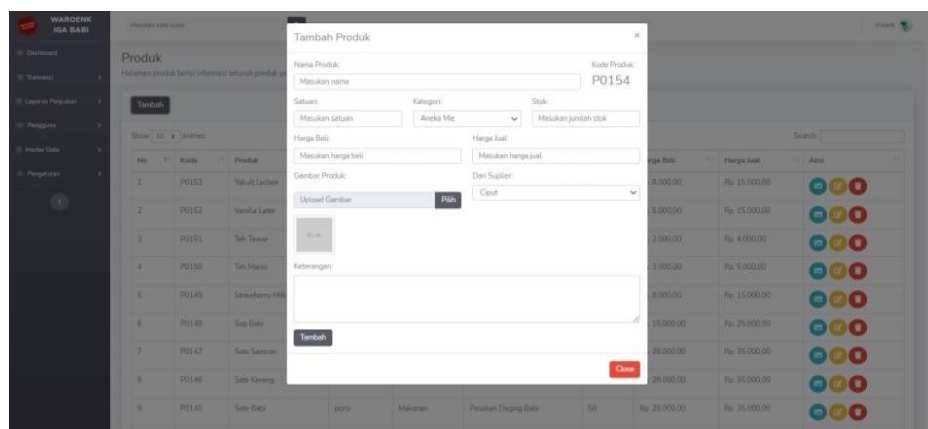 WAROENK
IGA BABI
Masukan kata kunci
Dashboard
Transaksi
Laporan Penjualan
Pengguna
Master Data
Pengaturan
Produk
Halaman produk berisi informasi seluruh produk
Tambah
Show 10 entries
Search:
No Kode Produk Harga Jual Aksi
1 P0153 Yakult Lychee 8.000,00 Rp. 15.000,00
2 P0152 Vanilla Latte 5.000,00 Rp. 15.000,00
3 P0151 Teh Tawar 2.000,00 Rp. 4.000,00
4 P0150 Teh Manis 3.000,00 Rp. 5.000,00
5 P0149 Strawberry 8.000,00 Rp. 15.000,00
6 P0148 Sop Babi 15.000,00 Rp. 25.000,00
7 P0147 Sate Samcan 28.000,00 Rp. 35.000,00
8 P0146 Sate Kerang 28.000,00 Rp. 35.000,00
9 P0145 Sate Babi porsi Makanan Pasokan Daging Babi 50 Rp. 28.000,00 Rp. 35.000,00
Tambah Produk ×
Nama Produk: Kode Produk:
Masukan name P0154
Satuan: Kategori: Stok:
Masukan satuan Aneka Mie Masukan jumlah stok
Harga Beli: Harga Jual:
Masukan harga beli Masukan harga jual
Gambar Produk: Dari Suplier:
Upload Gambar Pilih Ciput
Keterangan:
Tambah
Close